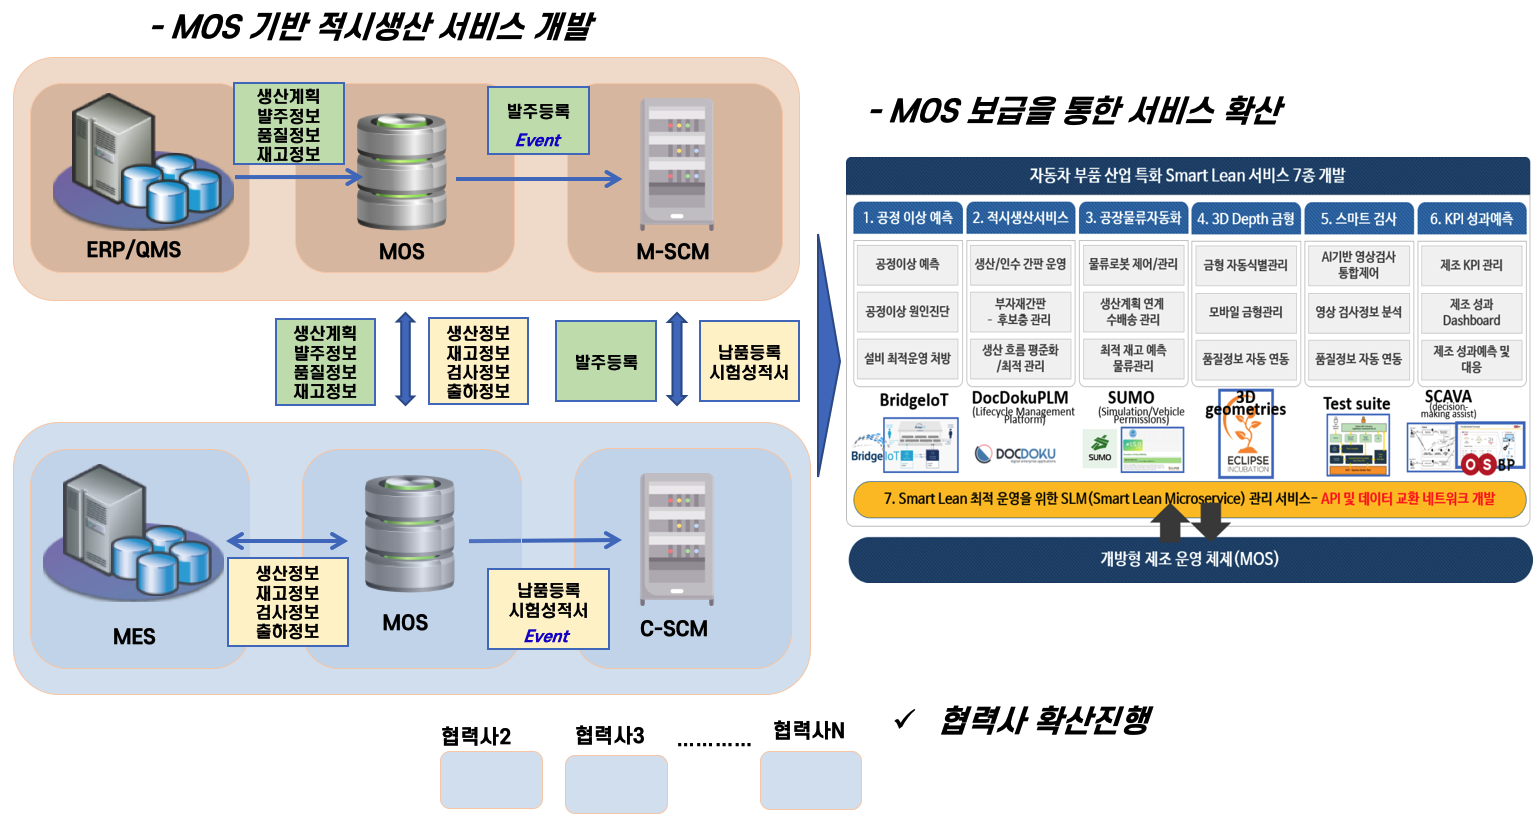 - MOS 기반 적시생산 서비스 개발
생산계획
발주정보
품질정보
재고정보
발주등록
Event
ERP/QMS
MOS
M-SCM
생산계획
발주정보
품질정보
재고정보
생산정보
재고정보
검사정보
출하정보
발주등록
납품등록
시험성적서
MES
생산정보
재고정보
검사정보
출하정보
MOS
납품등록
시험성적서
Event
C-SCM
협력사2
협력사3
............
협력사N
- MOS 보급을 통한 서비스 확산
자동차 부품 산업 특화 Smart Lean 서비스 7종 개발
1. 공정 이상 예측
2. 적시생산서비스
3. 공장물류자동화
4. 3D Depth 금형
5. 스마트 검사
6. KPI 성과예측
공정이상 예측
생산/인수 간판 운영
물류로봇 제어/관리
금형 자동식별관리
AI기반 영상검사
통합제어
제조 KPI 관리
공정이상 원인진단
부자재간판
- 후보충 관리
생산계획 연계
수배송 관리
모바일 금형관리
영상 검사정보 분석
제조 성과
Dashboard
설비 최적운영 처방
생산 흐름 평준화
/최적 관리
최적 재고 예측
물류관리
품질정보 자동 연동
품질정보 자동 연동
제조 성과예측 및
대응
BridgeIoT
DocDokuPLM
(Lifecycle Management
Platform)
SUMO
(Simulation/Vehicle
Permissions)
3D
geometries
Test suite
SCAVA
(decision-
making assist)
BridgeIoT
DOCDOKU
SUMO
ECLIPSE
INCUBATION
OSBP
7. Smart Lean 최적 운영을 위한 SLM(Smart Lean Microservice) 관리 서비스- API 및 데이터 교환 네트워크 개발
개방형 제조 운영 체제(MOS)
✓ 협력사 확산진행